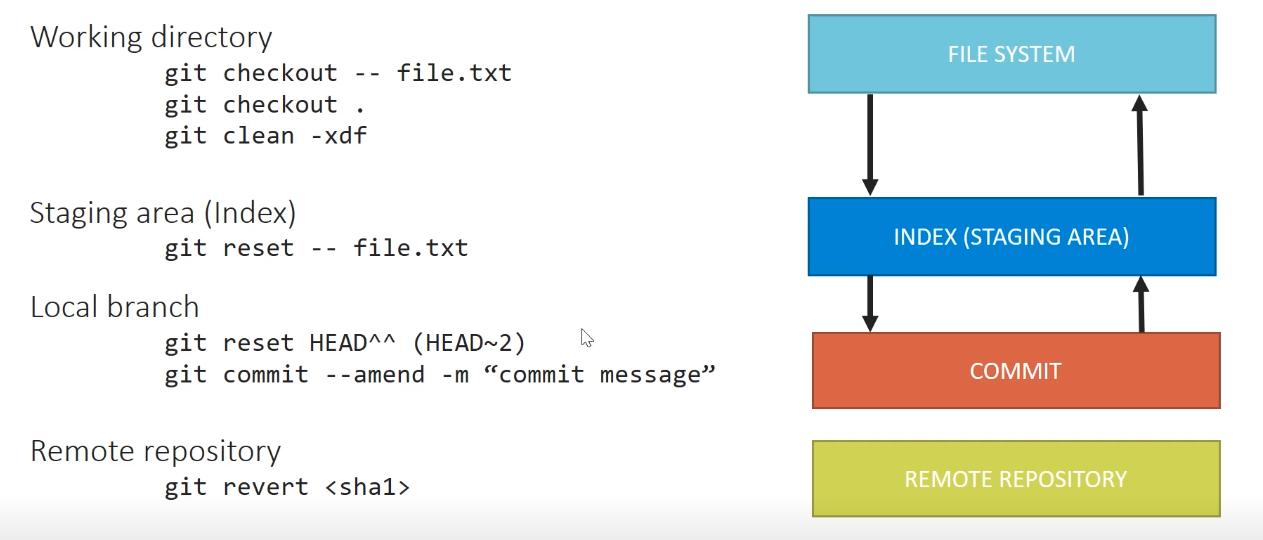 Working directory
git checkout -- file.txt
git checkout .
git clean -xdf
Staging area (Index)
git reset -- file.txt
Local branch
git reset HEAD^^ (HEAD~2)
git commit --amend -m “commit message”
Remote repository
git revert <sha1>
FILE SYSTEM
INDEX (STAGING AREA)
COMMIT
REMOTE REPOSITORY